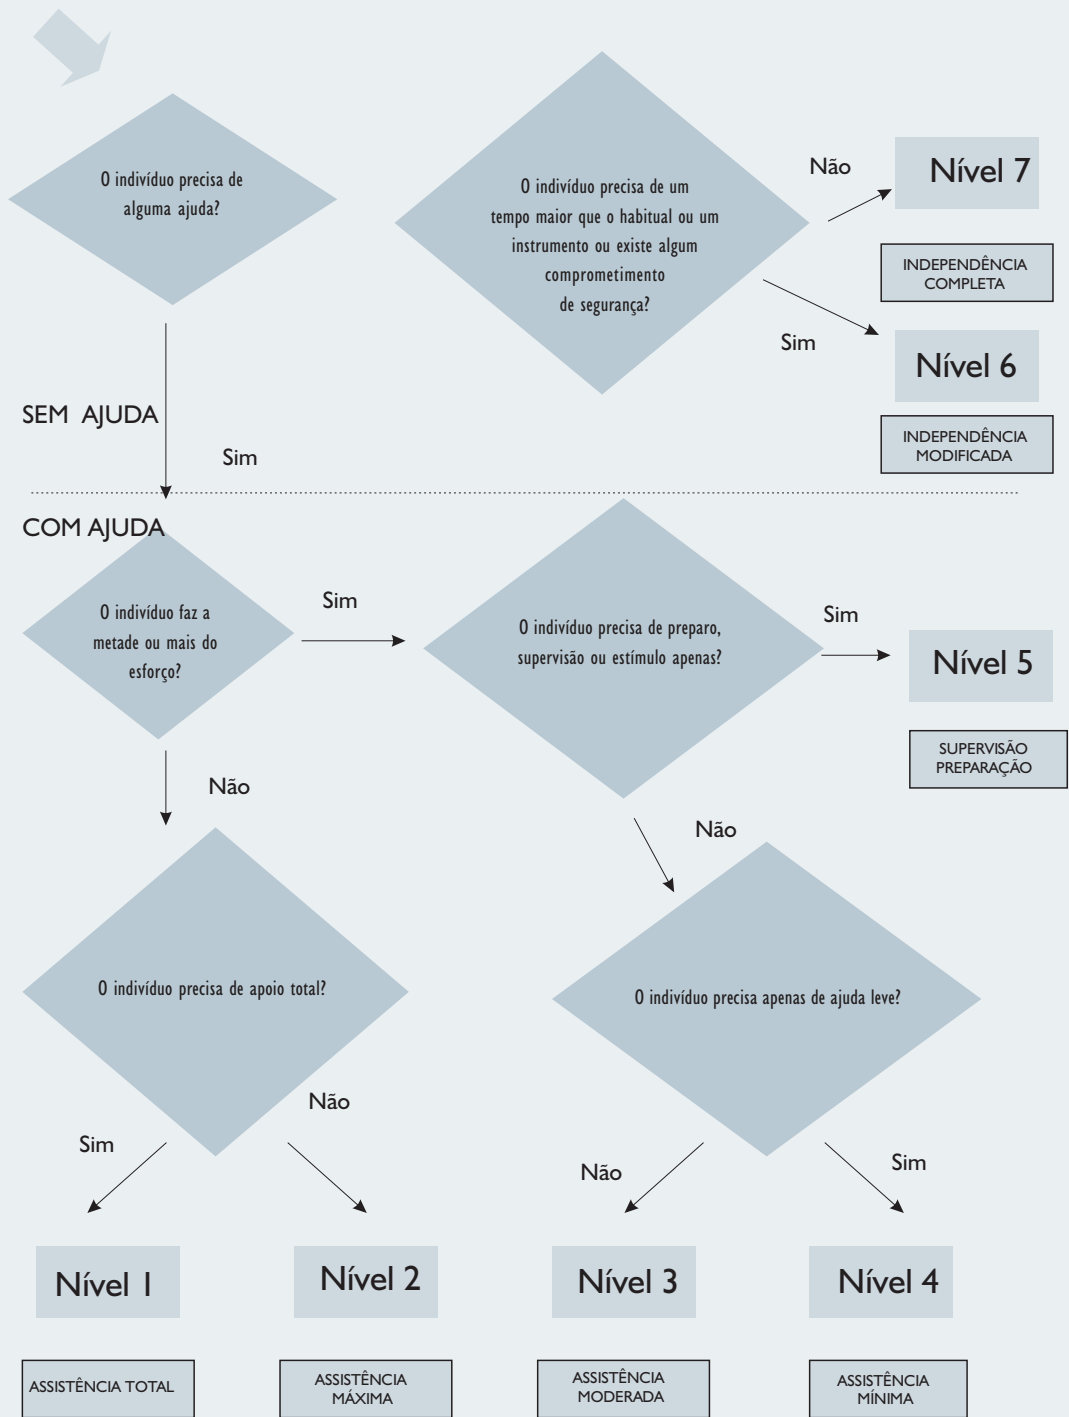 O indivíduo precisa de
alguma ajuda?
O indivíduo precisa de um
tempo maior que o habitual ou um
instrumento ou existe algum
comprometimento
de segurança?
Não
Nível 7
INDEPENDÊNCIA
COMPLETA
Sim
Nível 6
INDEPENDÊNCIA
MODIFICADA
SEM AJUDA
Sim
COM AJUDA
O indivíduo faz a
metade ou mais do
esforço?
Sim
O indivíduo precisa de preparo,
supervisão ou estímulo apenas?
Sim
Nível 5
SUPERVISÃO
PREPARAÇÃO
Não
Não
O indivíduo precisa de apoio total?
O indivíduo precisa apenas de ajuda leve?
Sim
Não
Não
Sim
Nível 1
Nível 2
Nível 3
Nível 4
ASSISTÊNCIA TOTAL
ASSISTÊNCIA
MÁXIMA
ASSISTÊNCIA
MODERADA
ASSISTÊNCIA
MÍNIMA